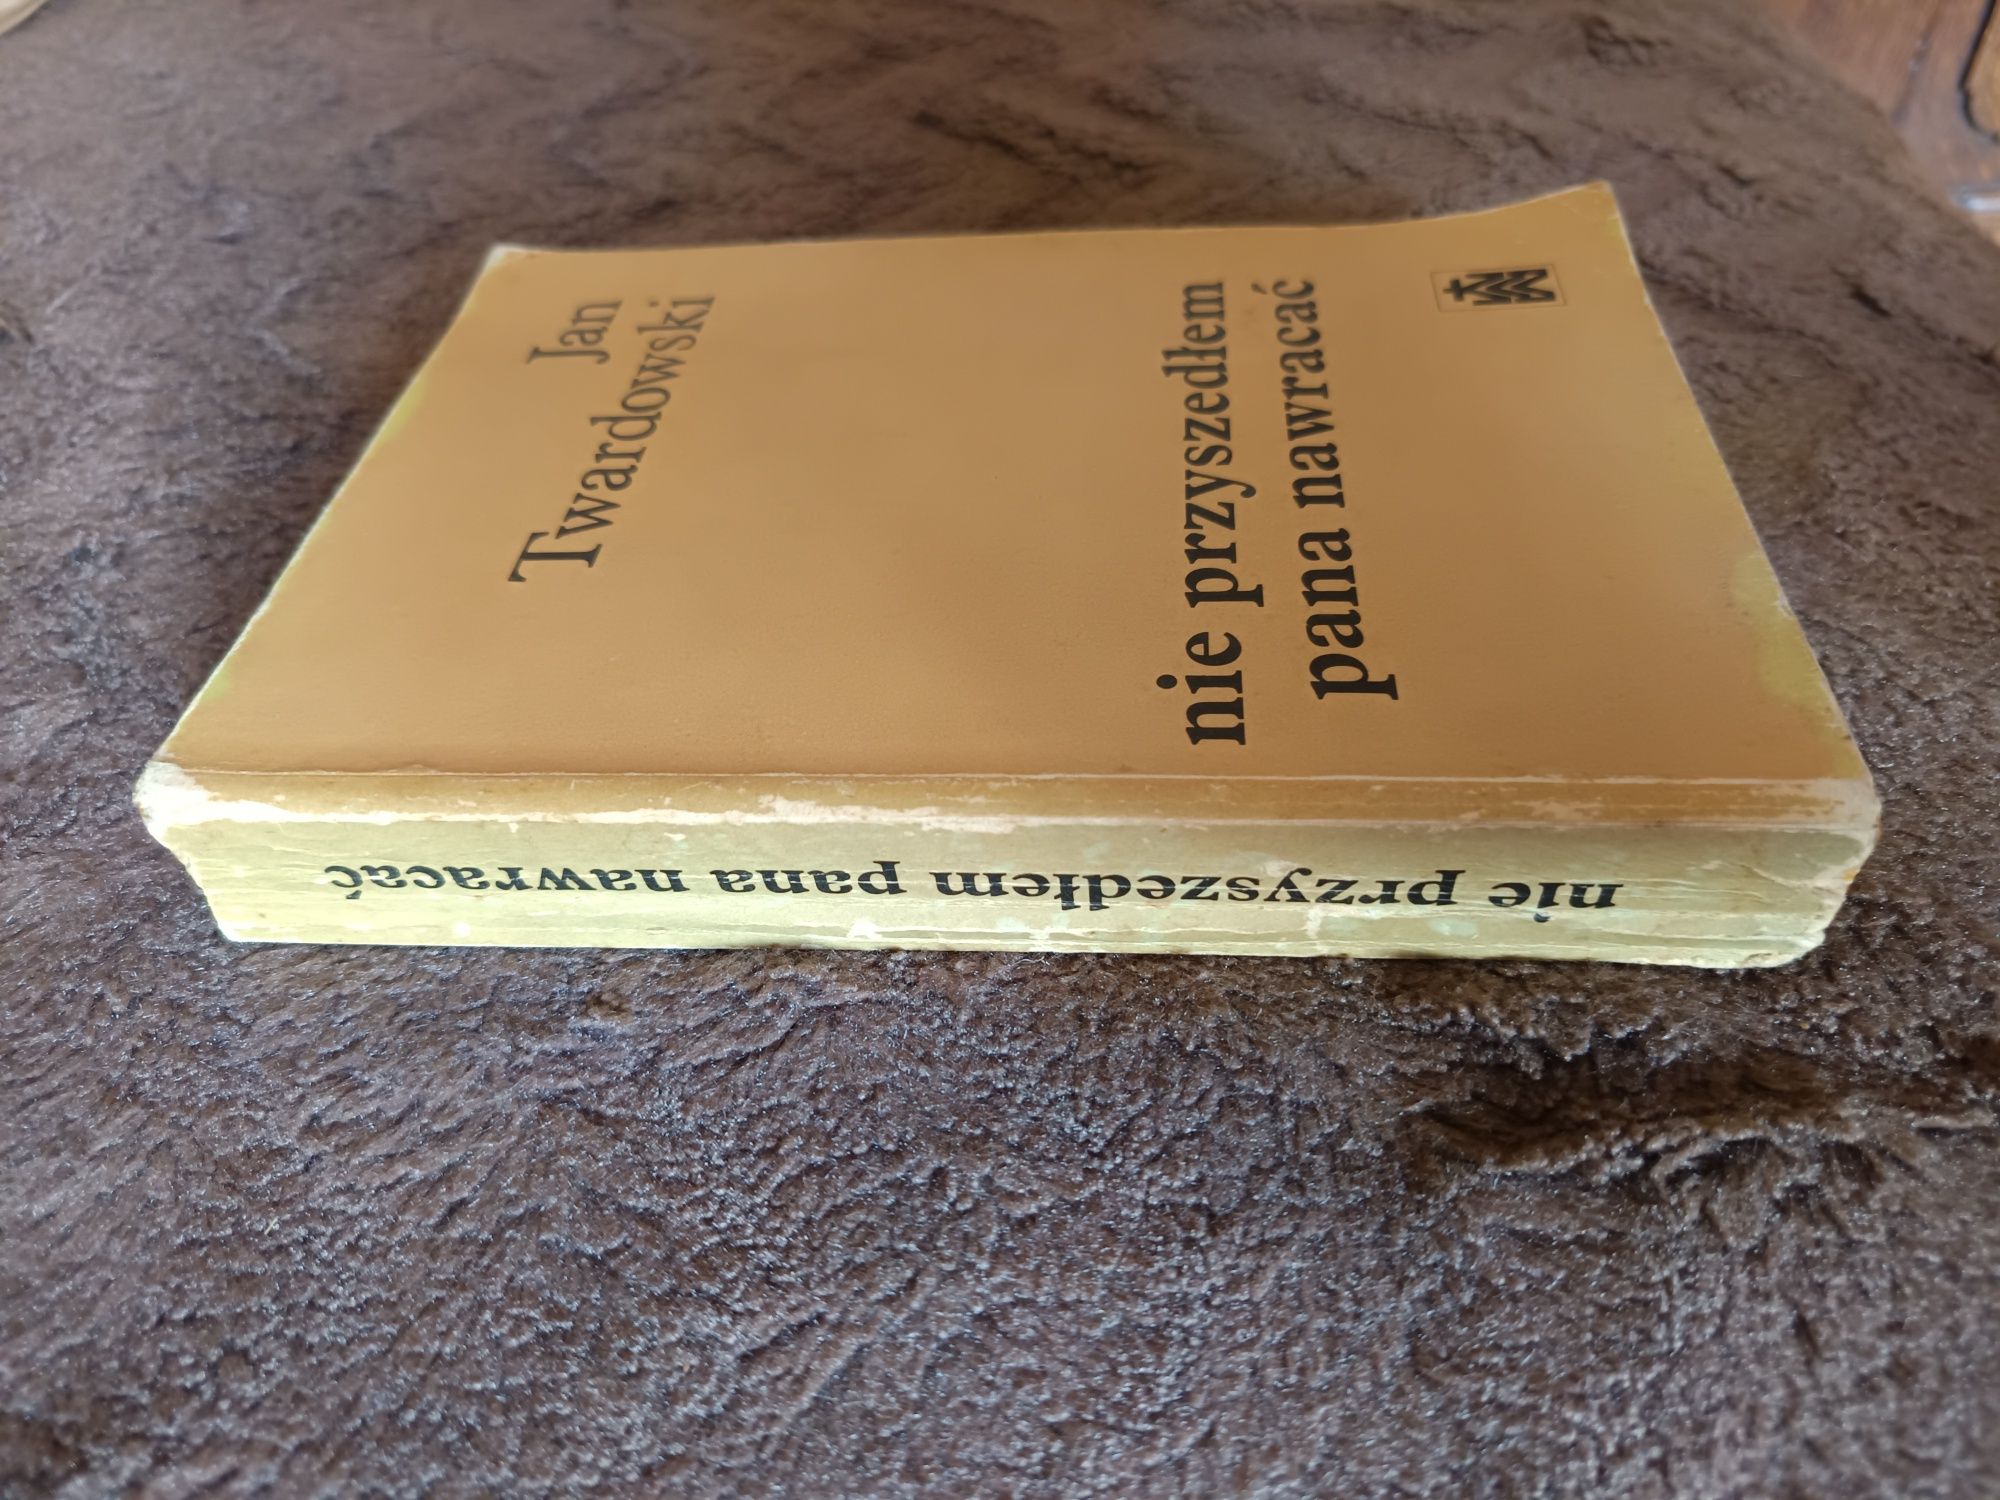 Jan
Twardowski
nie przyszedłem
pana nawracać
nie przyszedłem pana nawracać